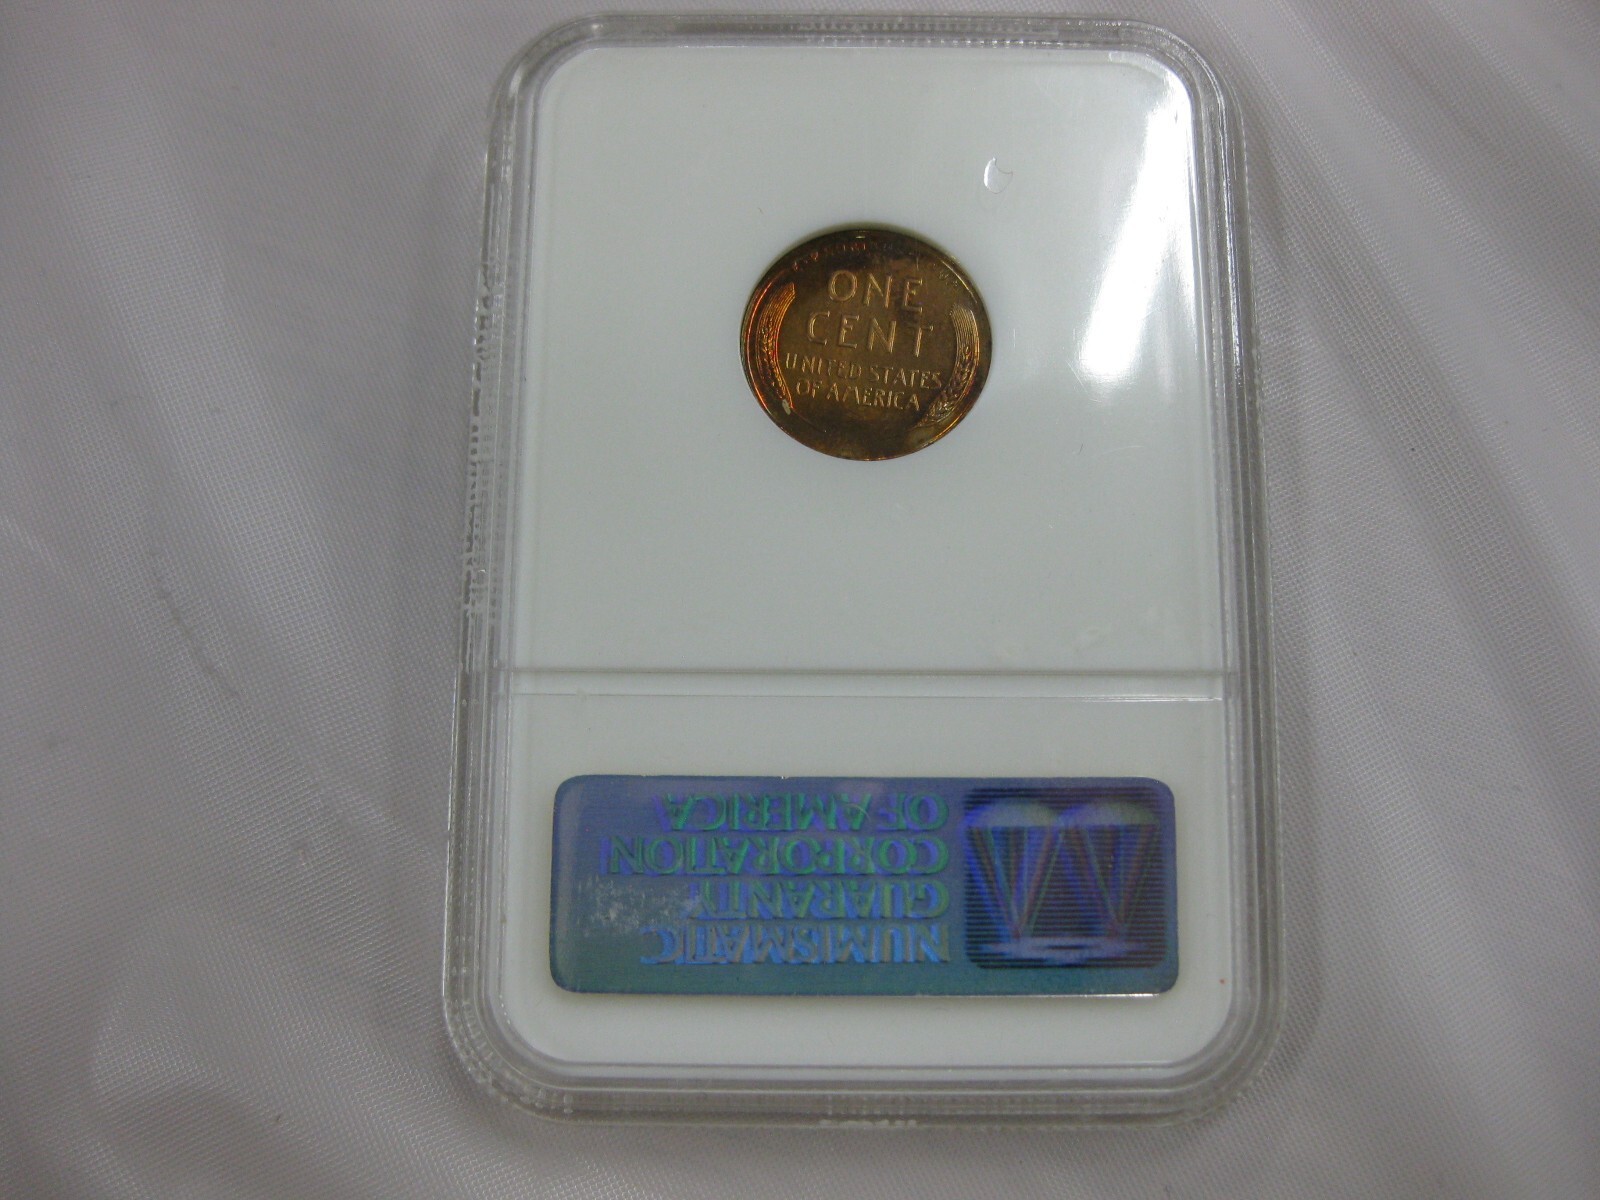 ONE
CENT
UNITED STATES
OF AMERICA
NUMISMATIC
GUARANTY
CORPORATION
OF AMERICA